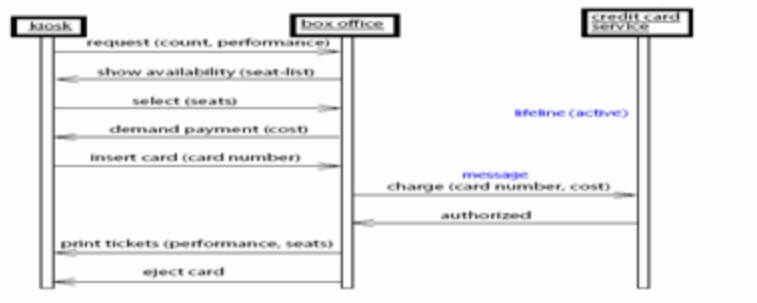 kiosk
box office
credit card
service
request (count, performance)
show availability (seat-list)
select (seats)
lifeline (active)
demand payment (cost)
insert card (card number)
message
charge (card number, cost)
authorized
print tickets (performance, seats)
eject card